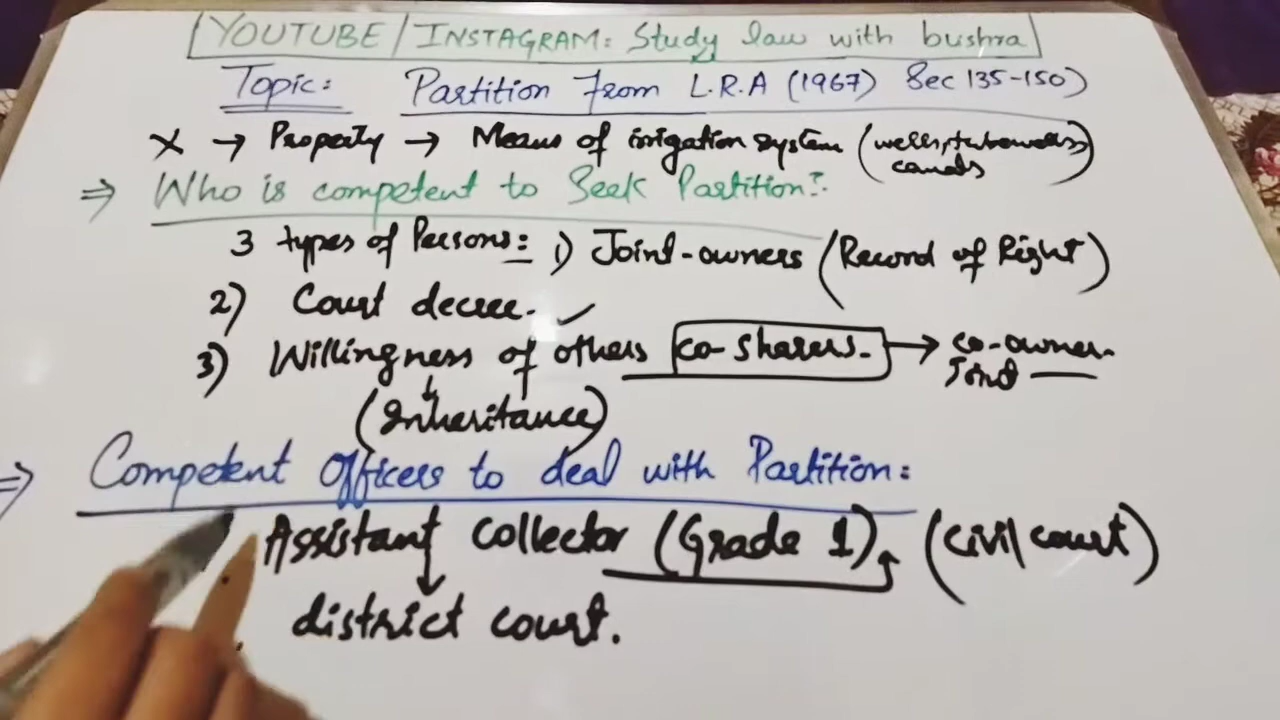 YOUTUBE/INSTAGRAM: Study law with bushra
Topic: Partition From L.R.A (1967) Sec 135-150)
X → Property → Means of irrigation system (wells, tubewells, canals)
⇒ Who is competent to Seek Partition?
3 types of Persons: 1) Joint-owners (Record of Right)
2) Court decree. ✓
3) Willingness of others co-sharers. → co-owner. Joint
(Inheritance)
⇒ Competent Officers to deal with Partition:
Assistant Collector (Grade 1), (Civil court)
district court.